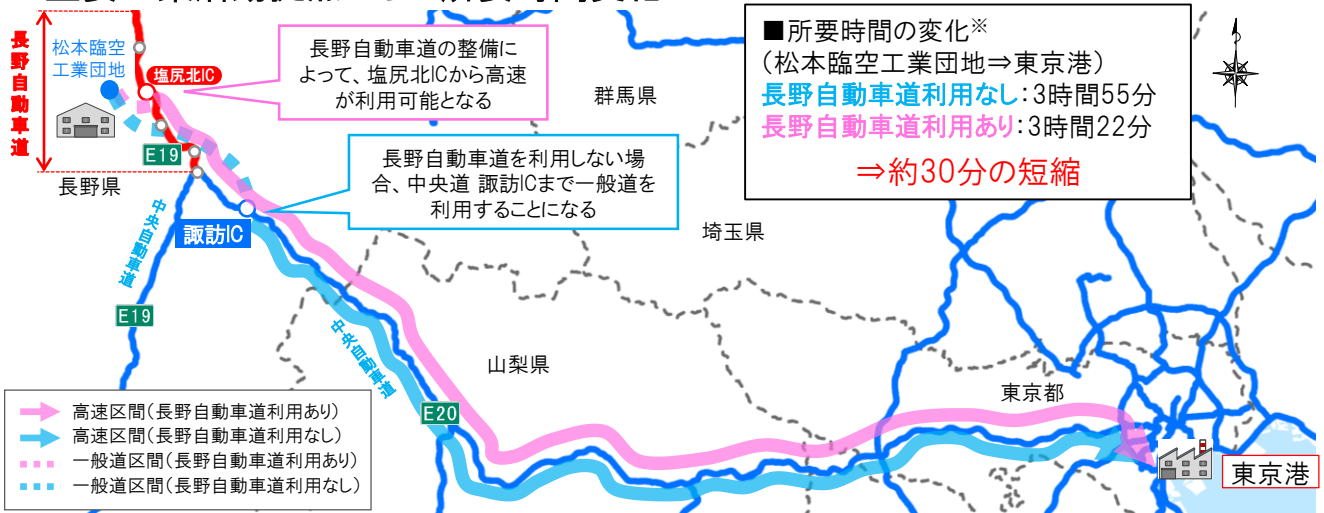 ■所要時間の変化※
(松本臨空工業団地⇒東京港)
長野自動車道利用なし:3時間55分
長野自動車道利用あり:3時間22分
⇒約30分の短縮
長野自動車道
松本臨空
工業団地
塩尻北IC
長野自動車道の整備に
よって、塩尻北ICから高速
が利用可能となる
群馬県
E19
長野県
長野自動車道を利用しない場
合、中央道 諏訪ICまで一般道を
利用することになる
諏訪IC
中央自動車道
埼玉県
E19
中央自動車道
山梨県
E20
東京都
東京港
高速区間(長野自動車道利用あり)
高速区間(長野自動車道利用なし)
一般道区間(長野自動車道利用あり)
一般道区間(長野自動車道利用なし)